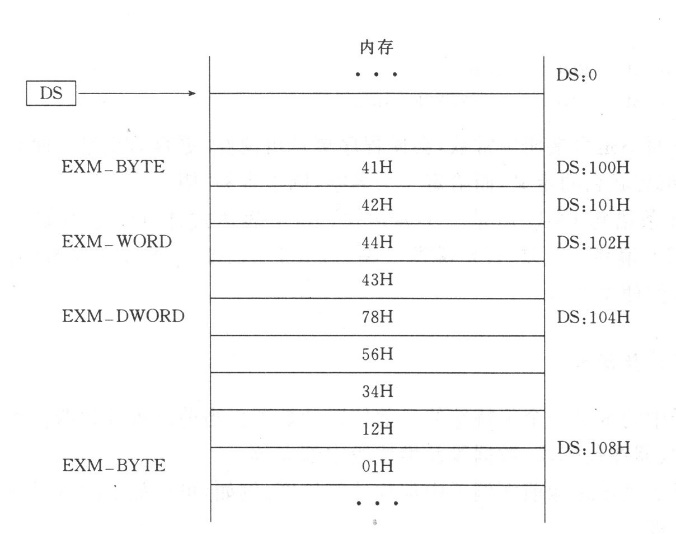 内存
··· DS:0
DS
EXM_BYTE 41H DS:100H
42H DS:101H
EXM_WORD 44H DS:102H
43H
EXM_DWORD 78H DS:104H
56H
34H
12H
DS:108H
EXM_BYTE 01H
···